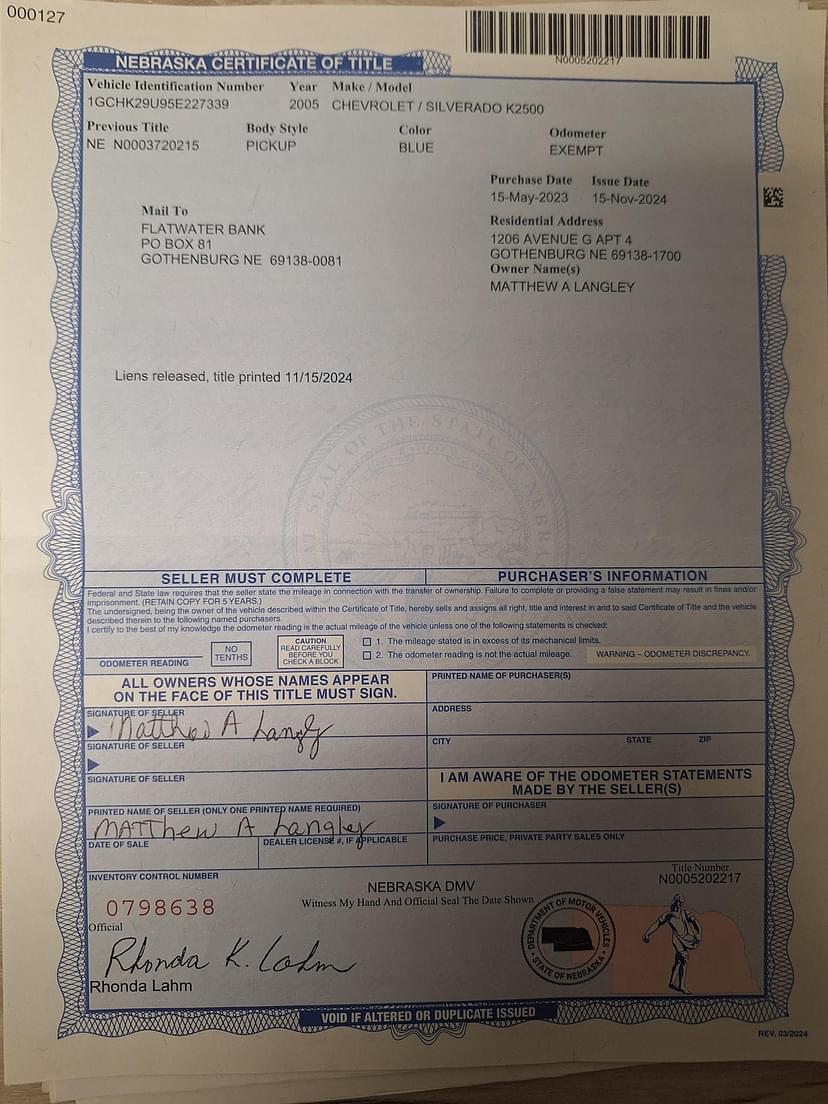 000127
N0005202217
NEBRASKA CERTIFICATE OF TITLE
Vehicle Identification Number Year Make / Model
1GCHK29U95E227339 2005 CHEVROLET / SILVERADO K2500
Previous Title Body Style Color Odometer
NE N0003720215 PICKUP BLUE EXEMPT
Purchase Date Issue Date
15-May-2023 15-Nov-2024
Mail To
FLATWATER BANK
PO BOX 81
GOTHENBURG NE 69138-0081
Residential Address
1206 AVENUE G APT 4
GOTHENBURG NE 69138-1700
Owner Name(s)
MATTHEW A LANGLEY
Liens released, title printed 11/15/2024
SEAL OF THE STATE OF NEBRA
SELLER MUST COMPLETE PURCHASER'S INFORMATION
Federal and State law requires that the seller state the mileage in connection with the transfer of ownership. Failure to complete or providing a false statement may result in fines and/or
imprisonment. (RETAIN COPY FOR 5 YEARS.)
The undersigned, being the owner of the vehicle described within the Certificate of Title, hereby sells and assigns all right, title and interest in and to said Certificate of Title and the vehicle
described therein to the following named purchasers.
I certify to the best of my knowledge the odometer reading is the actual mileage of the vehicle unless one of the following statements is checked:
ODOMETER READING
NO
TENTHS
CAUTION
READ CAREFULLY
BEFORE YOU
CHECK A BLOCK
1. The mileage stated is in excess of its mechanical limits.
2. The odometer reading is not the actual mileage. WARNING – ODOMETER DISCREPANCY.
ALL OWNERS WHOSE NAMES APPEAR
ON THE FACE OF THIS TITLE MUST SIGN.
SIGNATURE OF SELLER
Matthew A Langly
SIGNATURE OF SELLER
SIGNATURE OF SELLER
PRINTED NAME OF SELLER (ONLY ONE PRINTED NAME REQUIRED)
MATThew A Langley
DATE OF SALE DEALER LICENSE #, IF APPLICABLE
PRINTED NAME OF PURCHASER(S)
ADDRESS
CITY STATE ZIP
I AM AWARE OF THE ODOMETER STATEMENTS
MADE BY THE SELLER(S)
SIGNATURE OF PURCHASER
PURCHASE PRICE, PRIVATE PARTY SALES ONLY
INVENTORY CONTROL NUMBER
0798638
NEBRASKA DMV
Witness My Hand And Official Seal The Date Shown
Title Number
N0005202217
Official
Rhonda K. Lahm
Rhonda Lahm
DEPARTMENT OF MOTOR VEHICLES
STATE OF NEBRASKA
VOID IF ALTERED OR DUPLICATE ISSUED
REV. 03/2024